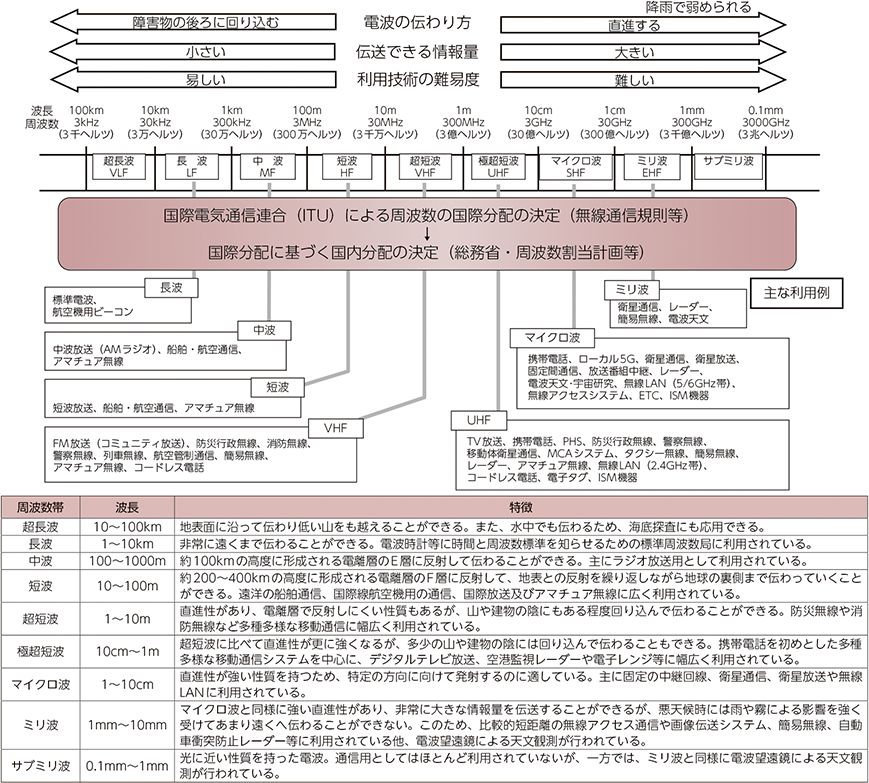 降雨で弱められる
障害物の後ろに回り込む 電波の伝わり方 直進する
小さい 伝送できる情報量 大きい
易しい 利用技術の難易度 難しい
波長 100km 10km 1km 100m 10m 1m 10cm 1cm 1mm 0.1mm
周波数 3kHz 30kHz 300kHz 3MHz 30MHz 300MHz 3GHz 30GHz 300GHz 3000GHz
(3千ヘルツ) (3万ヘルツ) (30万ヘルツ) (300万ヘルツ) (3千万ヘルツ) (3億ヘルツ) (30億ヘルツ) (300億ヘルツ) (3千億ヘルツ) (3兆ヘルツ)
超長波 長 波 中 波 短波 超短波 極超短波 マイクロ波 ミリ波 サブミリ波
VLF LF MF HF VHF UHF SHF EHF
国際電気通信連合（ITU）による周波数の国際分配の決定（無線通信規則等）
↓
国際分配に基づく国内分配の決定（総務省・周波数割当計画等）
主な利用例
長波
標準電波、
航空機用ビーコン
中波
中波放送（AMラジオ）、船舶・航空通信、
アマチュア無線
短波
短波放送、船舶・航空通信、アマチュア無線
VHF
FM放送（コミュニティ放送）、防災行政無線、消防無線、
警察無線、列車無線、航空管制通信、簡易無線、
アマチュア無線、コードレス電話
UHF
TV放送、携帯電話、PHS、防災行政無線、警察無線、
移動体衛星通信、MCAシステム、タクシー無線、簡易無線、
レーダー、アマチュア無線、無線LAN（2.4GHz帯）、
コードレス電話、電子タグ、ISM機器
マイクロ波
携帯電話、ローカル5G、衛星通信、衛星放送、
固定間通信、放送番組中継、レーダー、
電波天文・宇宙研究、無線LAN（5/6GHz帯）、
無線アクセスシステム、ETC、ISM機器
ミリ波
衛星通信、レーダー、
簡易無線、電波天文
周波数帯 波長 特徴
超長波 10～100km 地表面に沿って伝わり低い山をも越えることができる。また、水中でも伝わるため、海底探査にも応用できる。
長波 1～10km 非常に遠くまで伝わることができる。電波時計等に時間と周波数標準を知らせるための標準周波数局に利用されている。
中波 100～1000m 約100kmの高度に形成される電離層のE層に反射して伝わることができる。主にラジオ放送用として利用されている。
短波 10～100m 約200～400kmの高度に形成される電離層のF層に反射して、地表との反射を繰り返しながら地球の裏側まで伝わっていくこと
ができる。遠洋の船舶通信、国際線航空機用の通信、国際放送及びアマチュア無線に広く利用されている。
超短波 1～10m 直進性があり、電離層で反射しにくい性質もあるが、山や建物の陰にもある程度回り込んで伝わることができる。防災無線や消
防無線など多種多様な移動通信に幅広く利用されている。
極超短波 10cm～1m 超短波に比べて直進性が更に強くなるが、多少の山や建物の陰には回り込んで伝わることもできる。携帯電話を初めとした多種
多様な移動通信システムを中心に、デジタルテレビ放送、空港監視レーダーや電子レンジ等に幅広く利用されている。
マイクロ波 1～10cm 直進性が強い性質を持つため、特定の方向に向けて発射するのに適している。主に固定の中継回線、衛星通信、衛星放送や無線
LANに利用されている。
ミリ波 1mm～10mm マイクロ波と同様に強い直進性があり、非常に大きな情報量を伝送することができるが、悪天候時には雨や霧による影響を強く
受けてあまり遠くへ伝わることができない。このため、比較的短距離の無線アクセス通信や画像伝送システム、簡易無線、自動
車衝突防止レーダー等に利用されている他、電波望遠鏡による天文観測が行われている。
サブミリ波 0.1mm～1mm 光に近い性質を持った電波。通信用としてはほとんど利用されていないが、一方では、ミリ波と同様に電波望遠鏡による天文観
測が行われている。